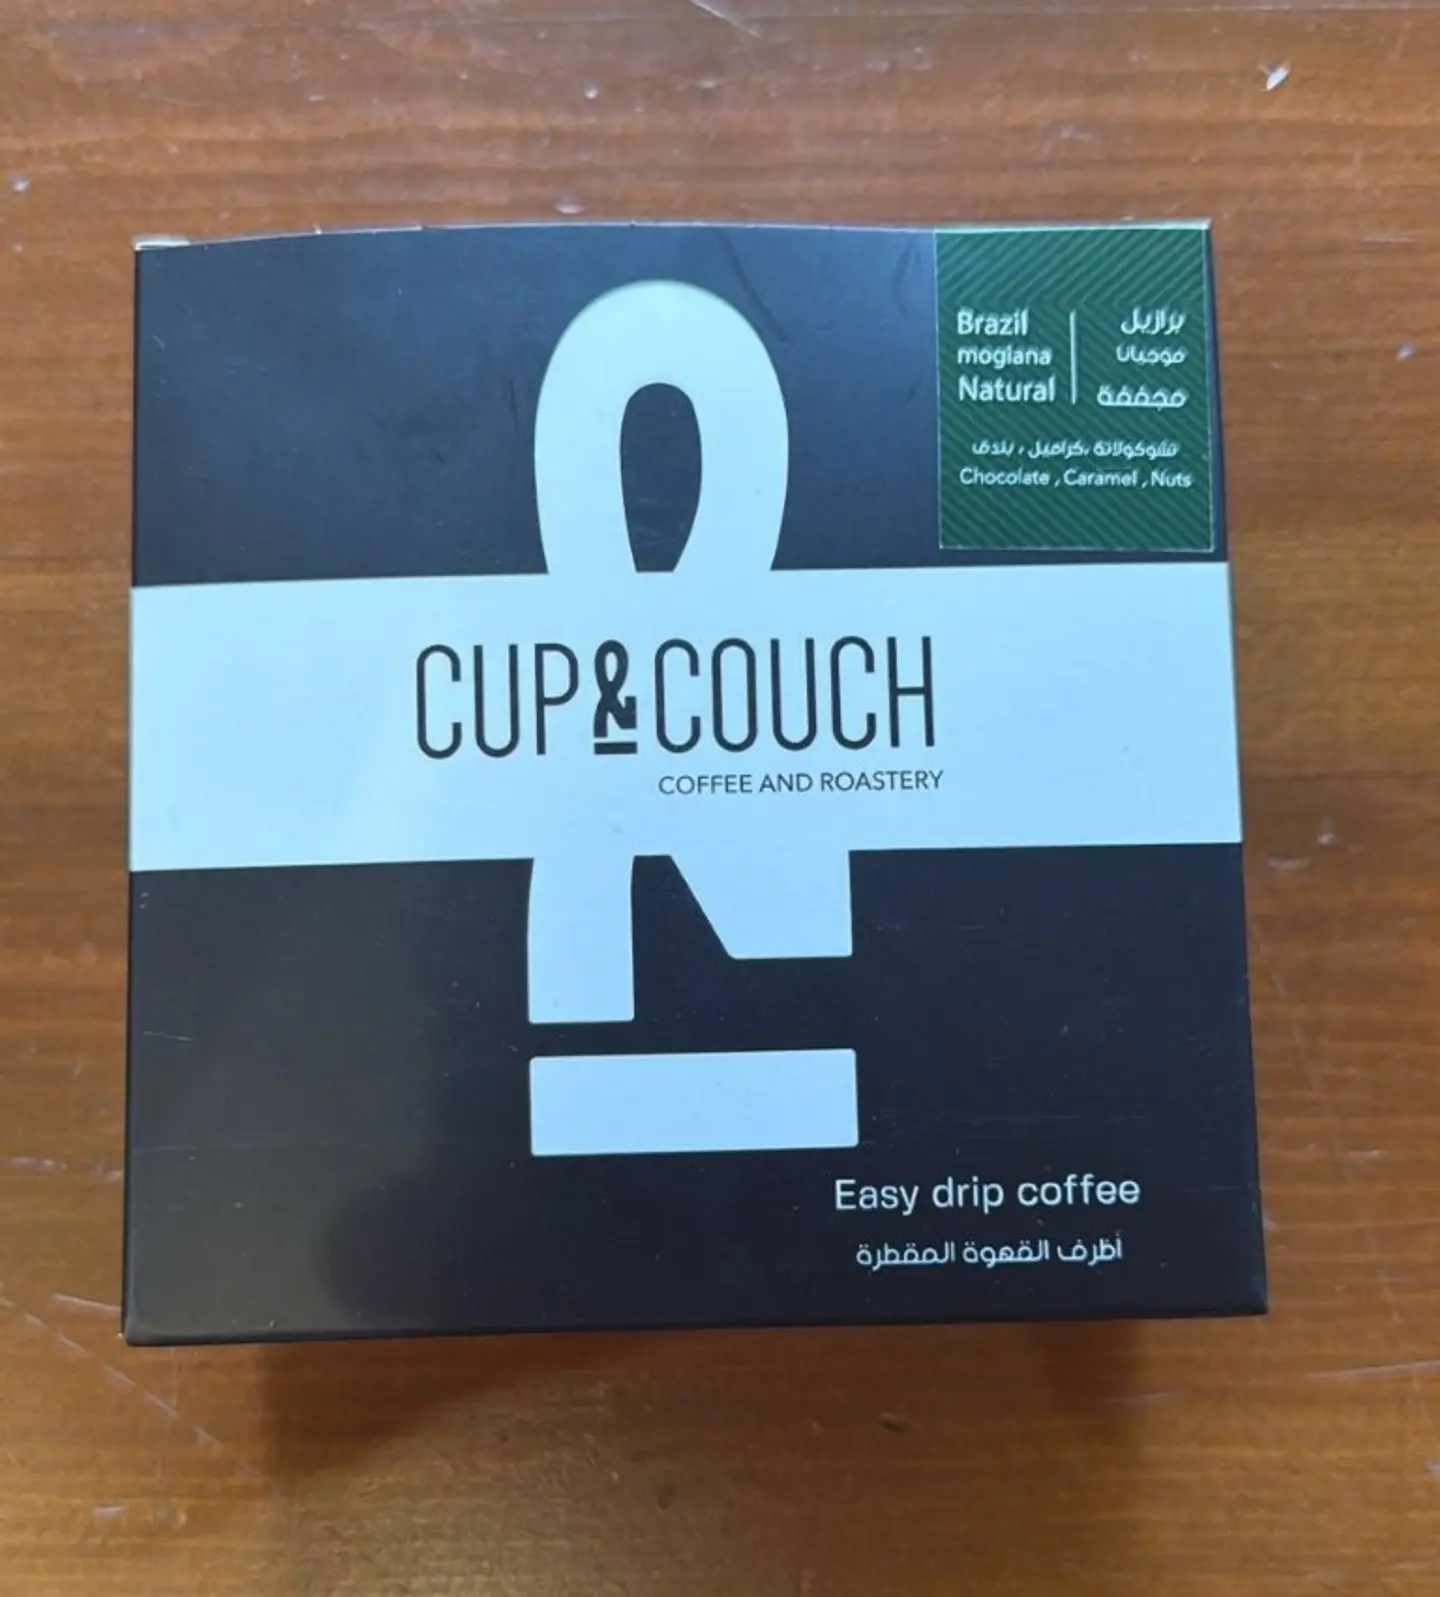 Brazil
mogiana
Natural
برازيل
موجيانا
مجففة
شوكولاتة ،كراميل ، بندق
Chocolate , Caramel , Nuts
CUP&COUCH
COFFEE AND ROASTERY
Easy drip coffee
أظرف القهوة المقطرة